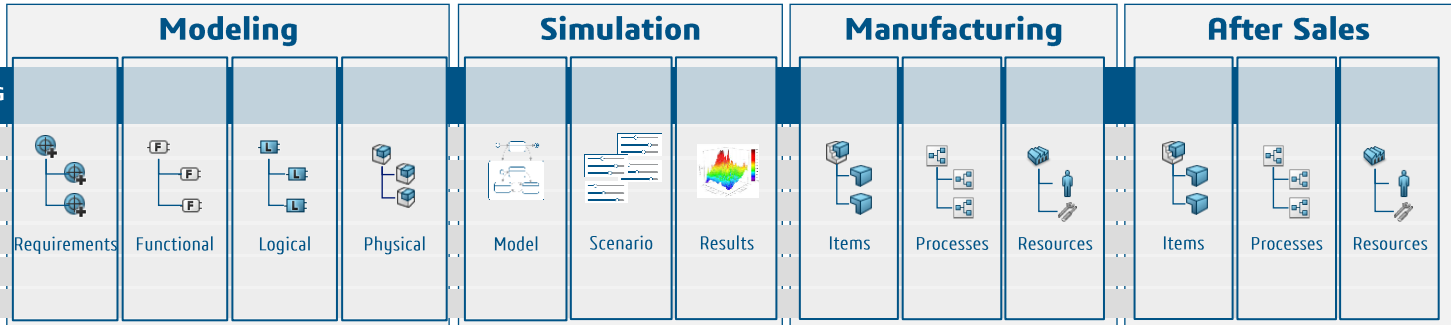 Modeling
Simulation
Manufacturing
After Sales
G
F
L
F
L
F
L
Requirements
Functional
Logical
Physical
Model
Scenario
Results
Items
Processes
Resources
Items
Processes
Resources